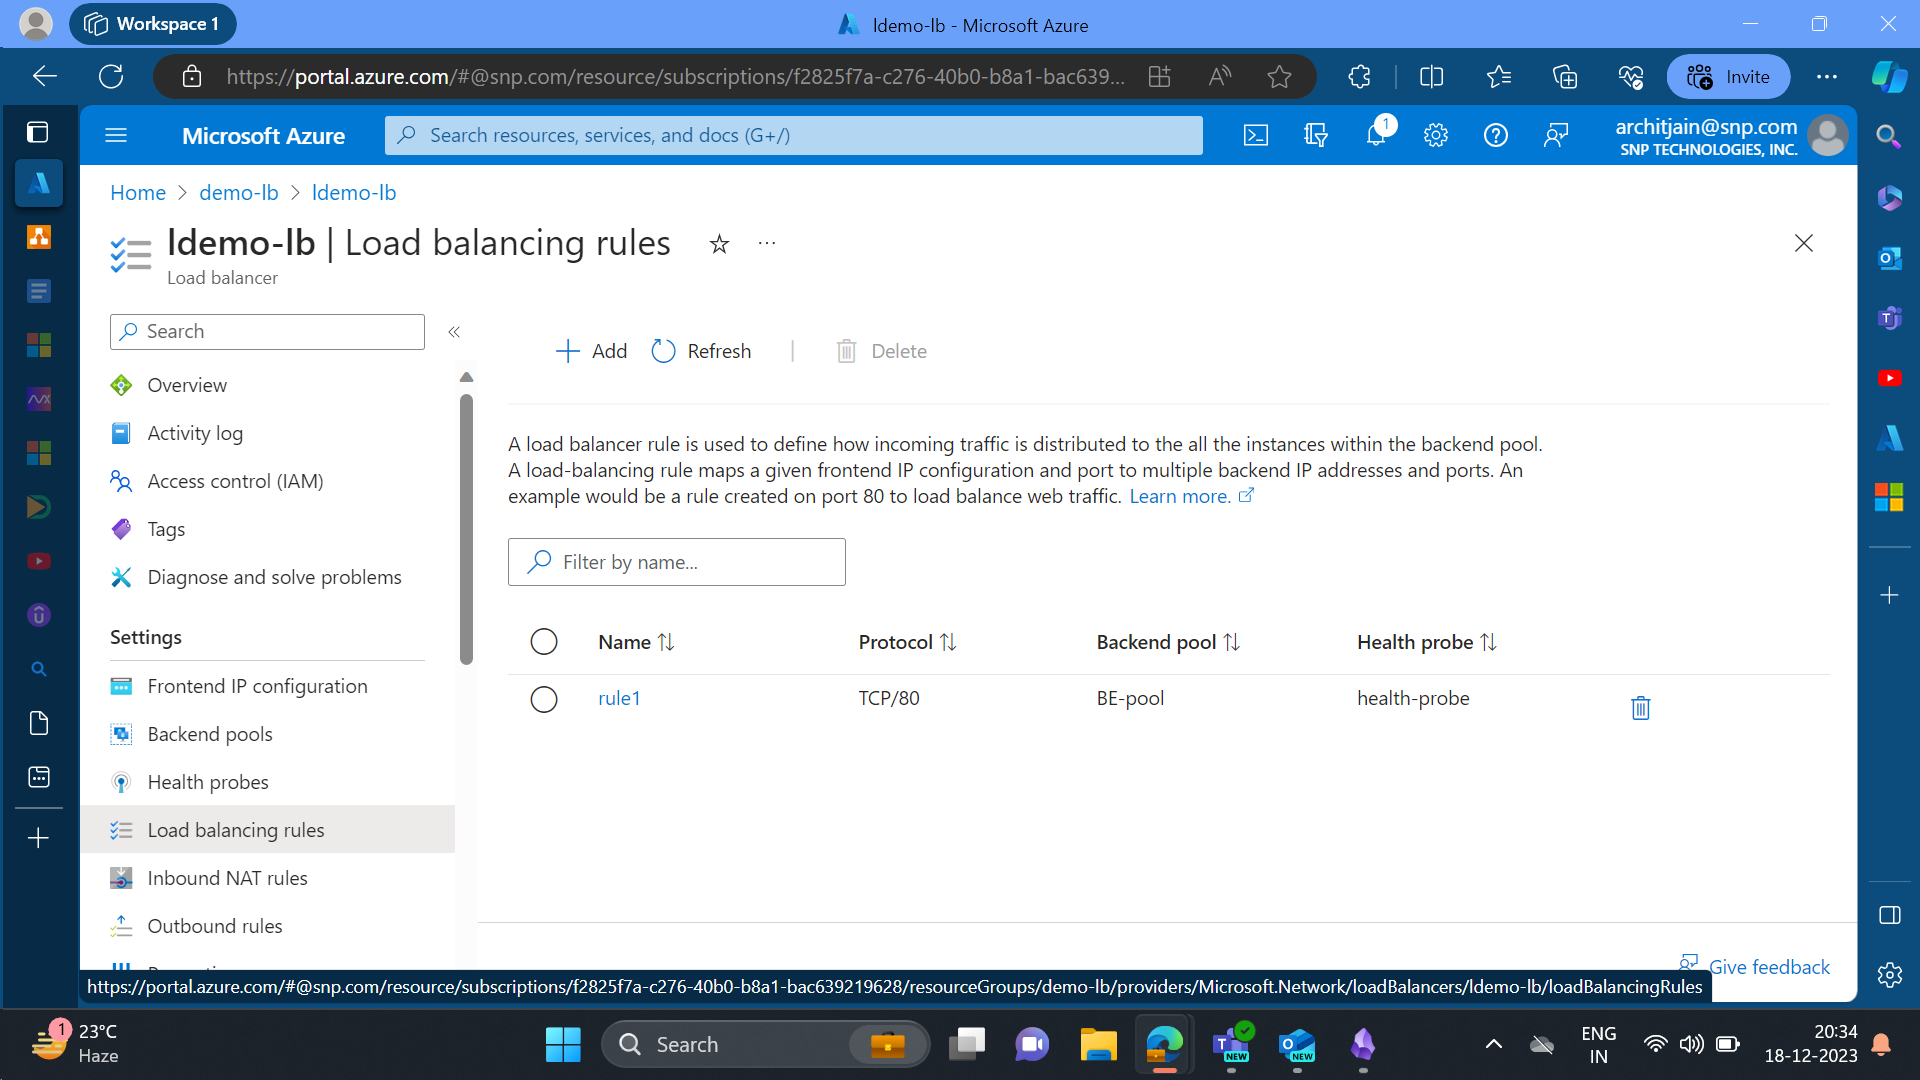 Workspace 1
ldemo-lb - Microsoft Azure
https://portal.azure.com/#@snp.com/resource/subscriptions/f2825f7a-c276-40b0-b8a1-bac639...
Invite
Microsoft Azure
Search resources, services, and docs (G+/)
1
architjain@snp.com
SNP TECHNOLOGIES, INC.
Home > demo-lb > ldemo-lb
ldemo-lb | Load balancing rules
Load balancer
Search
Add
Refresh
Delete
Overview
Activity log
Access control (IAM)
Tags
Diagnose and solve problems
Settings
Frontend IP configuration
Backend pools
Health probes
Load balancing rules
Inbound NAT rules
Outbound rules
A load balancer rule is used to define how incoming traffic is distributed to the all the instances within the backend pool.
A load-balancing rule maps a given frontend IP configuration and port to multiple backend IP addresses and ports. An
example would be a rule created on port 80 to load balance web traffic. Learn more.
Filter by name...
Name Protocol Backend pool Health probe
rule1 TCP/80 BE-pool health-probe
Give feedback
https://portal.azure.com/#@snp.com/resource/subscriptions/f2825f7a-c276-40b0-b8a1-bac639219628/resourceGroups/demo-lb/providers/Microsoft.Network/loadBalancers/ldemo-lb/loadBalancingRules
1
23°C
Haze
Search
NEW
NEW
ENG
IN
20:34
18-12-2023